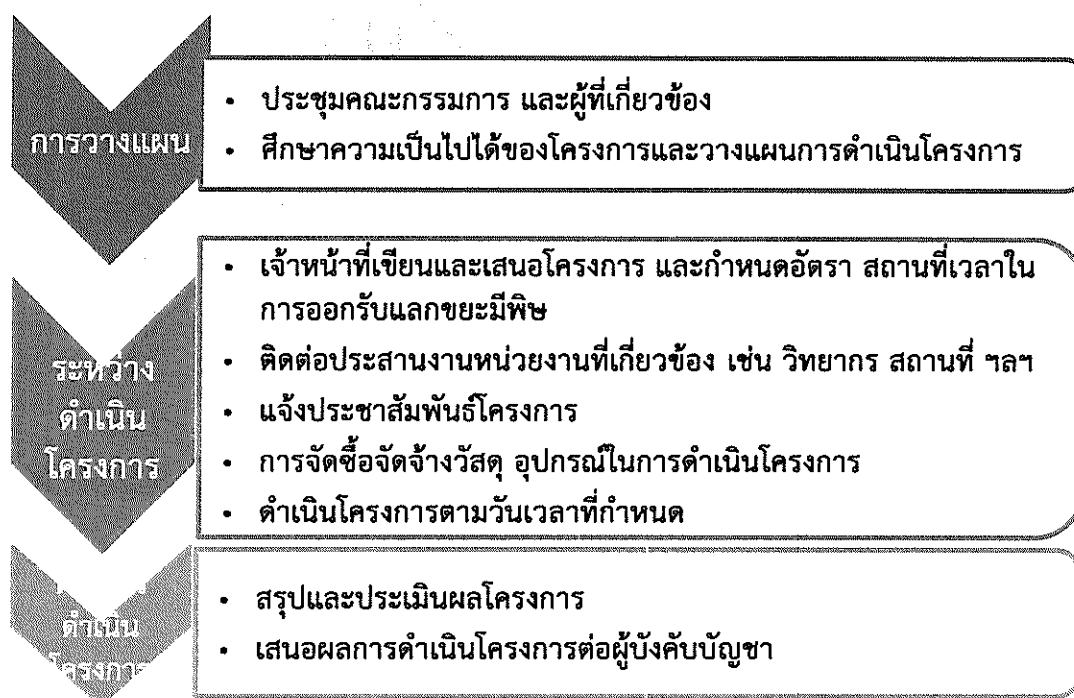 การวางแผน
• ประชุมคณะกรรมการ และผู้ที่เกี่ยวข้อง
• ศึกษาความเป็นไปได้ของโครงการและวางแผนการดำเนินโครงการ
ระหว่าง
ดำเนิน
โครงการ
• เจ้าหน้าที่เขียนและเสนอโครงการ และกำหนดอัตรา สถานที่เวลาใน
การออกรับแลกขยะมีพิษ
• ติดต่อประสานงานหน่วยงานที่เกี่ยวข้อง เช่น วิทยากร สถานที่ ฯลฯ
• แจ้งประชาสัมพันธ์โครงการ
• การจัดซื้อจัดจ้างวัสดุ อุปกรณ์ในการดำเนินโครงการ
• ดำเนินโครงการตามวันเวลาที่กำหนด
ดำเนิน
โครงการ
• สรุปและประเมินผลโครงการ
• เสนอผลการดำเนินโครงการต่อผู้บังคับบัญชา